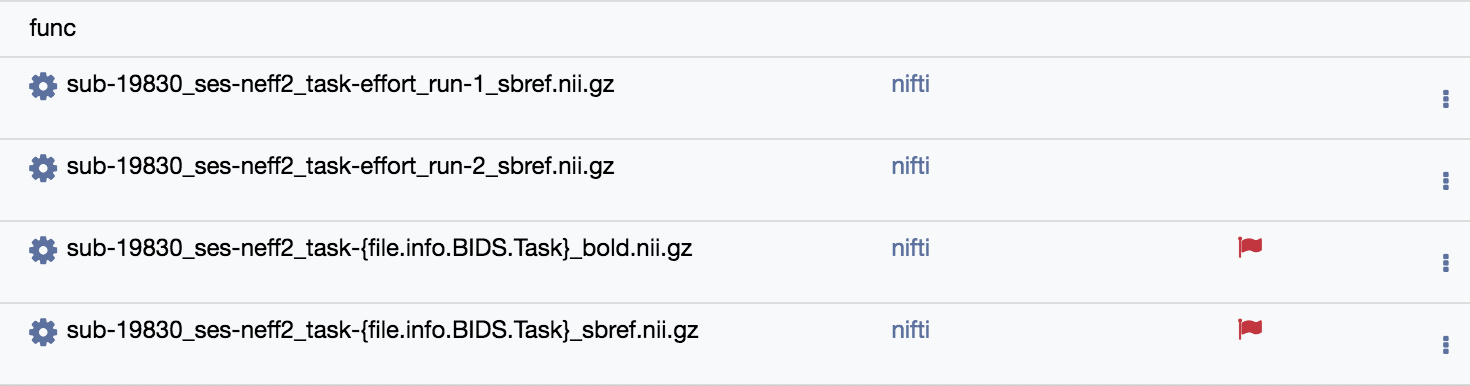 func
sub-19830_ses-neff2_task-effort_run-1_sbref.nii.gz nifti
sub-19830_ses-neff2_task-effort_run-2_sbref.nii.gz nifti
sub-19830_ses-neff2_task-{file.info.BIDS.Task}_bold.nii.gz nifti
sub-19830_ses-neff2_task-{file.info.BIDS.Task}_sbref.nii.gz nifti